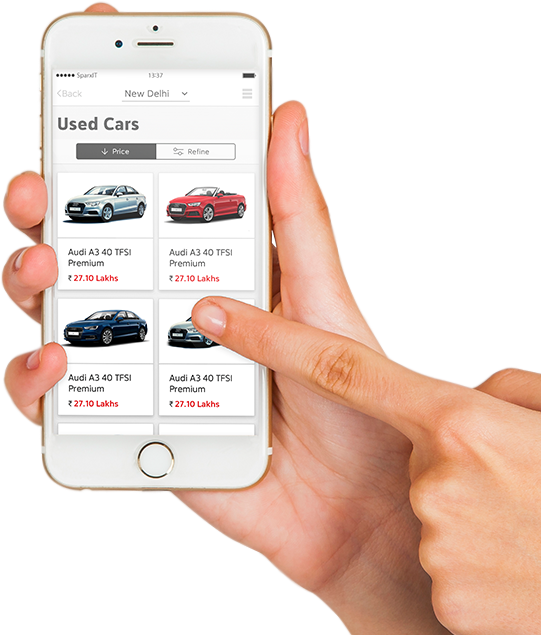 SparxIT 13:37
Back New Delhi
Used Cars
Price Refine
Audi A3 40 TFSI
Premium
₹ 27.10 Lakhs
Audi A3 40 TFSI
Premium
₹ 27.10 Lakhs
Audi A3 40 TFSI
Premium
₹ 27.10 Lakhs
Audi A3 40 TFSI
Premium
₹ 27.10 Lakhs